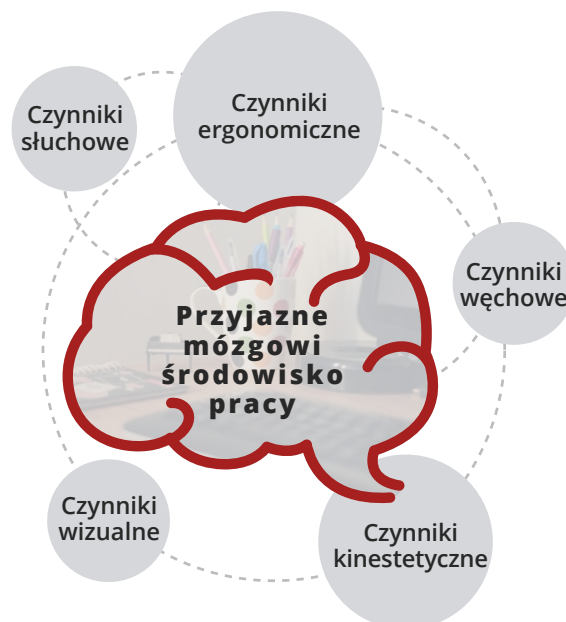 Czynniki
ergonomiczne
Czynniki
słuchowe
Czynniki
węchowe
Przyjazne
mózgowi
środowisko
pracy
Czynniki
wizualne
Czynniki
kinestetyczne